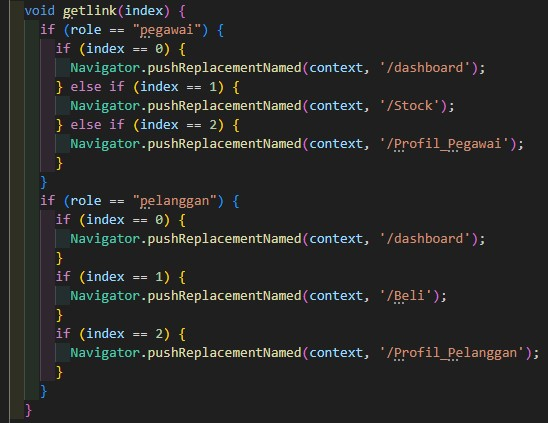 void getlink(index) {
  if (role == "pegawai") {
    if (index == 0) {
      Navigator.pushReplacementNamed(context, '/dashboard');
    } else if (index == 1) {
      Navigator.pushReplacementNamed(context, '/Stock');
    } else if (index == 2) {
      Navigator.pushReplacementNamed(context, '/Profil_Pegawai');
    }
  }
  if (role == "pelanggan") {
    if (index == 0) {
      Navigator.pushReplacementNamed(context, '/dashboard');
    }
    if (index == 1) {
      Navigator.pushReplacementNamed(context, '/Beli');
    }
    if (index == 2) {
      Navigator.pushReplacementNamed(context, '/Profil_Pelanggan');
    }
  }
}